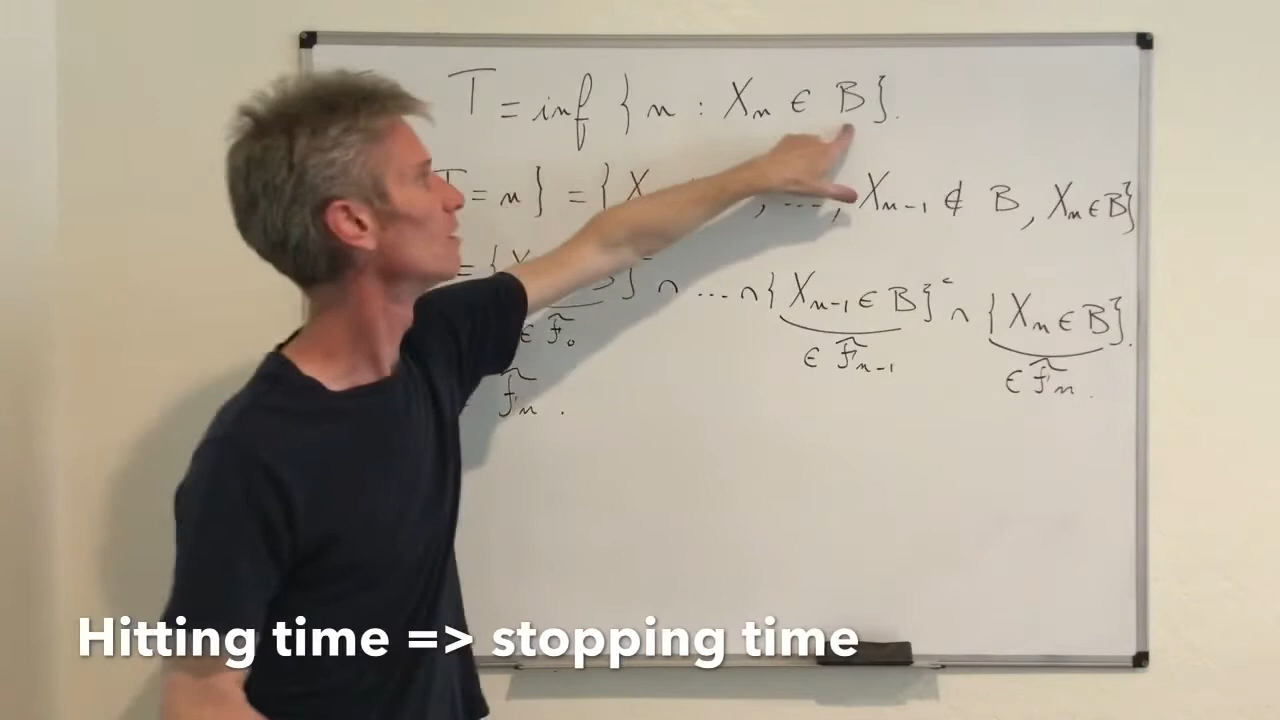 T = inf { n : Xn ∈ B}.
T = n } = { X , ..., Xn-1 ∉ B, Xn ∈ B}
= { X B }ᶜ ∩ ... ∩ { Xn-1 ∈ B }ᶜ ∩ { Xn ∈ B }.
∈ F₀ ∈ Fn-1 ∈ Fn.
Fn.
Hitting time => stopping time